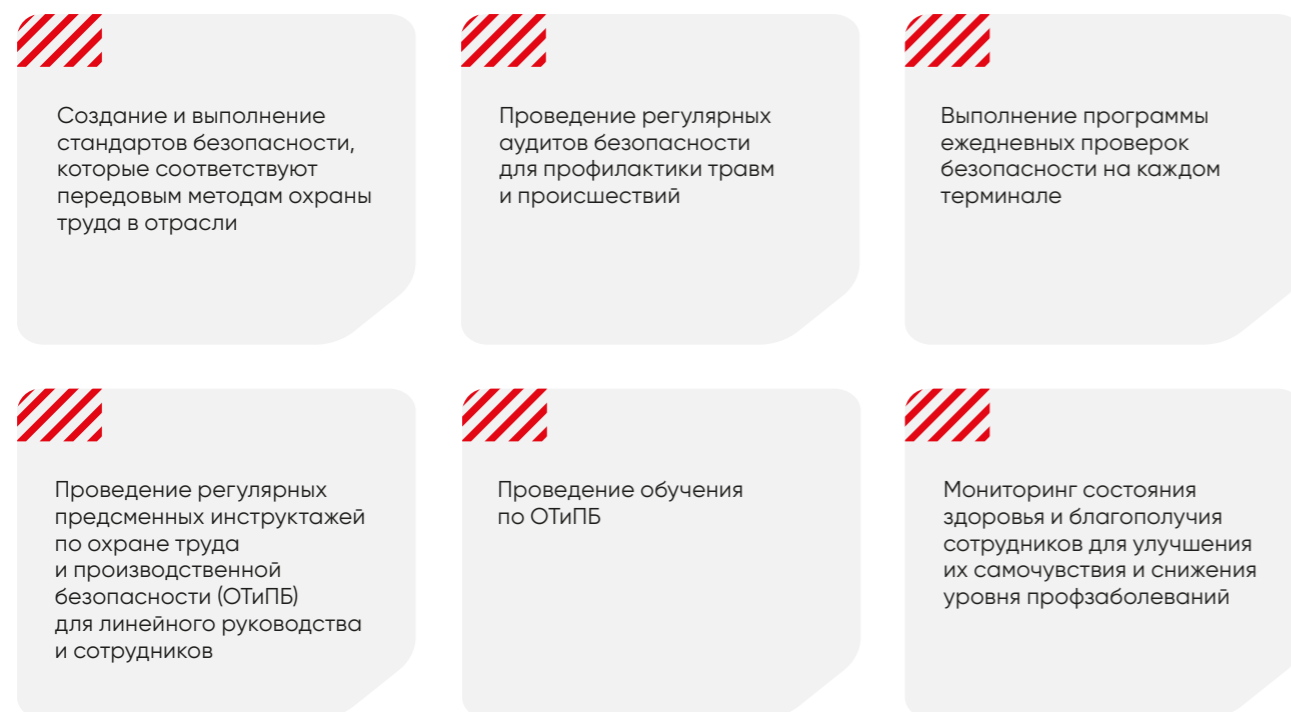 Создание и выполнение
стандартов безопасности,
которые соответствуют
передовым методам охраны
труда в отрасли
Проведение регулярных
аудитов безопасности
для профилактики травм
и происшествий
Выполнение программы
ежедневных проверок
безопасности на каждом
терминале
Проведение регулярных
предсменных инструктажей
по охране труда
и производственной
безопасности (ОТиПБ)
для линейного руководства
и сотрудников
Проведение обучения
по ОТиПБ
Мониторинг состояния
здоровья и благополучия
сотрудников для улучшения
их самочувствия и снижения
уровня профзаболеваний